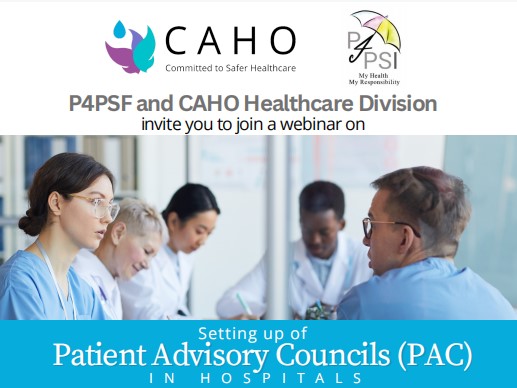 CAHO
Committed to Safer Healthcare
P4PSI
My Health
My Responsibility
P4PSF and CAHO Healthcare Division
invite you to join a webinar on
Setting up of
Patient Advisory Councils (PAC)
IN HOSPITALS